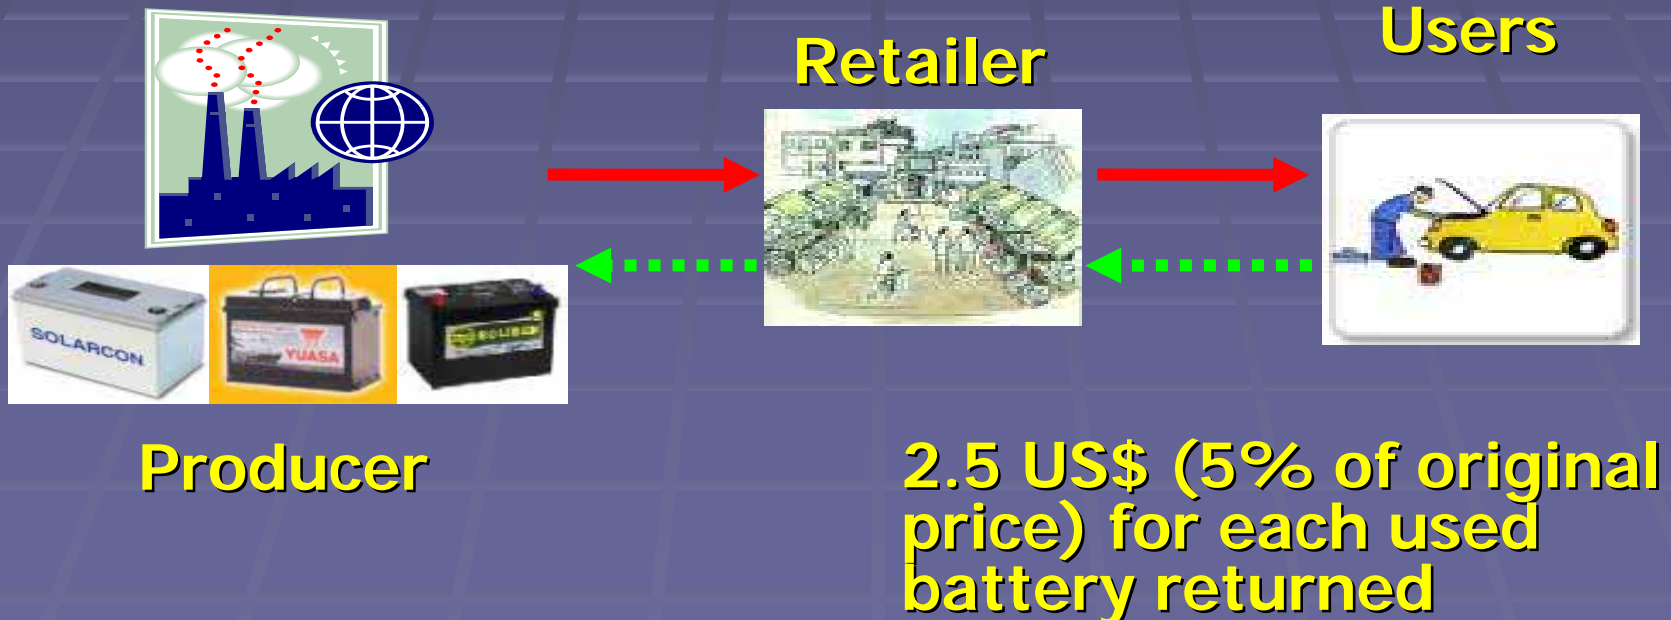 Users
Retailer
SOLARCON
YUASA
Producer
2.5 US$ (5% of original
price) for each used
battery returned